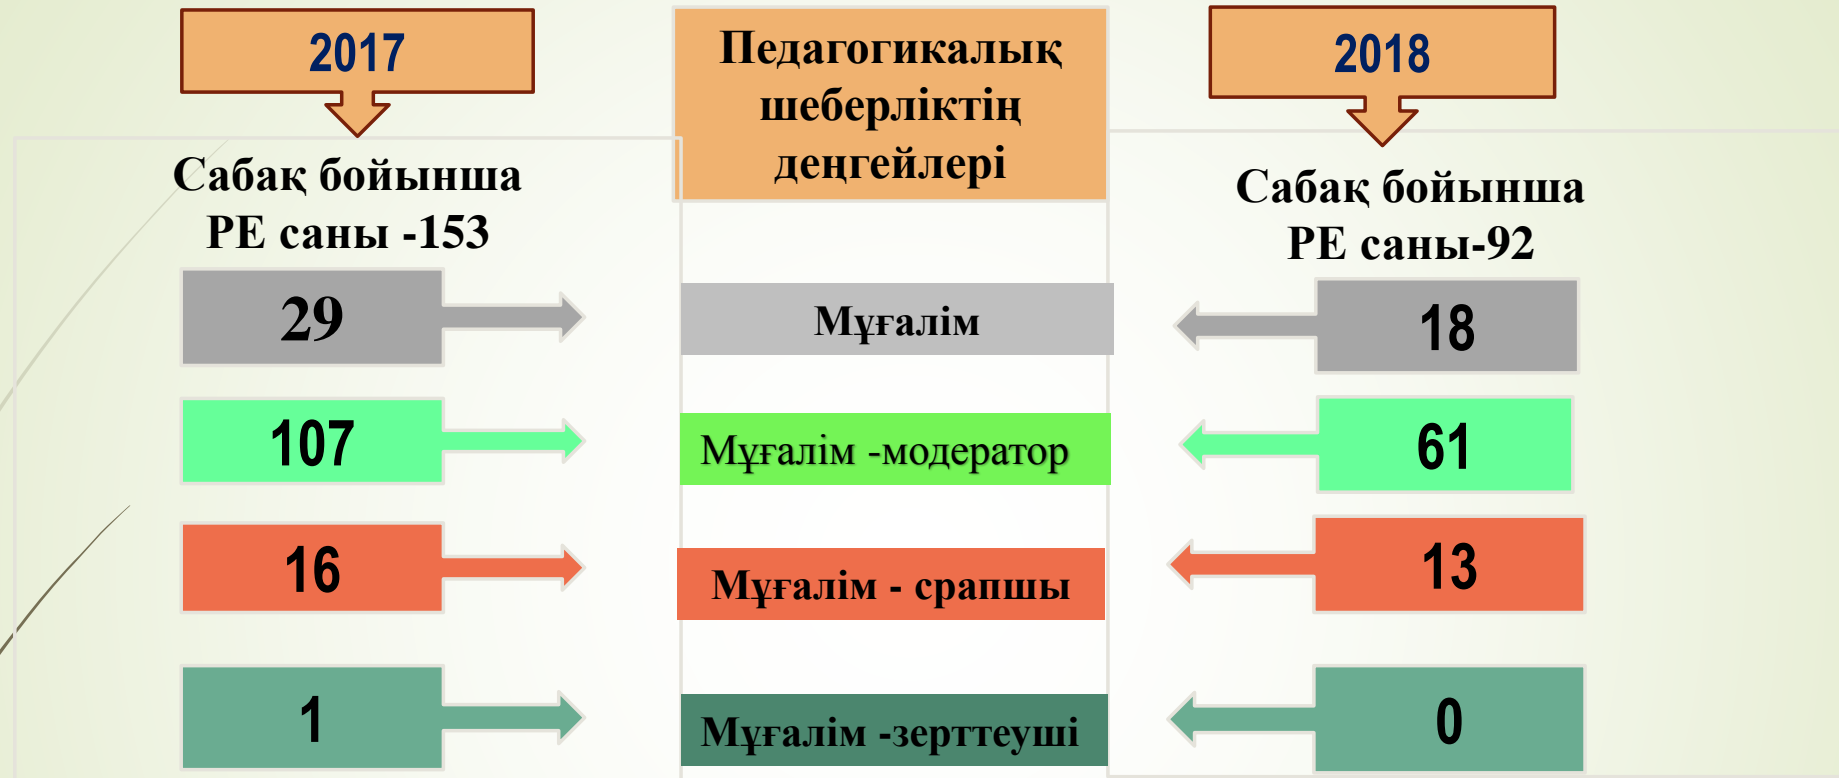 2017
Педагогикалық
шеберліктің
деңгейлері
2018
Сабақ бойынша
РЕ саны -153
Сабақ бойынша
РЕ саны-92
29
Мұғалім
18
107
Мұғалім -модератор
61
16
Мұғалім - срапшы
13
1
Мұғалім -зерттеуші
0